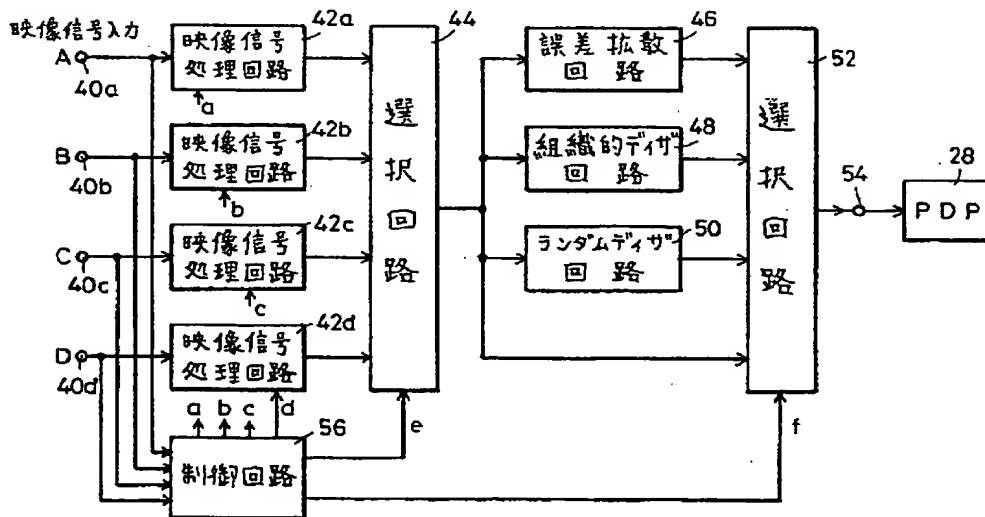 映像信号入力
A
40a
42a
映像信号
処理回路
a
B
40b
42b
映像信号
処理回路
b
C
40c
42c
映像信号
処理回路
c
D
40d
42d
映像信号
処理回路
a
b
c
d
56
制御回路
44
選択回路
e
46
誤差拡散
回路
48
組織的ディザ
回路
50
ランダムディザ
回路
52
選択回路
f
54
28
PDP